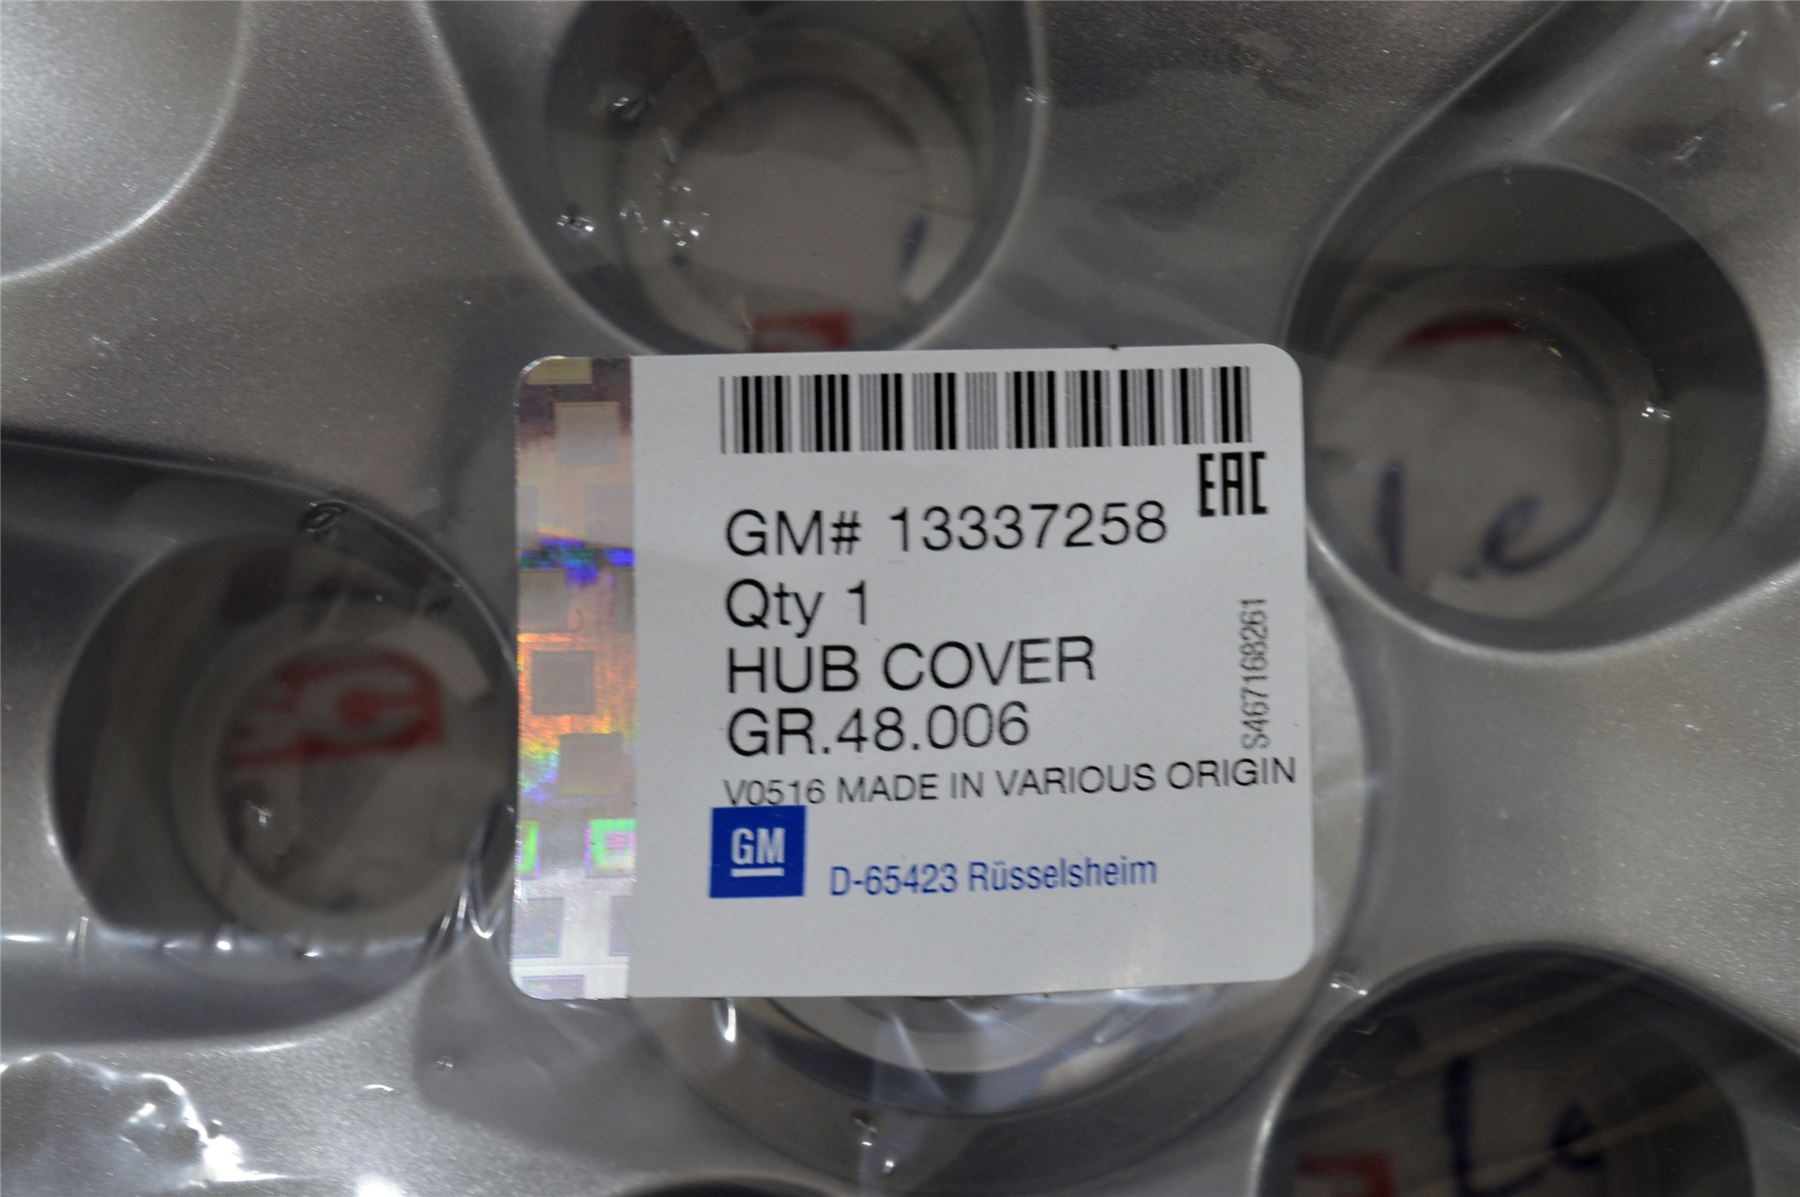 EAC
GM# 13337258
Qty 1
HUB COVER
GR.48.006
V0516 MADE IN VARIOUS ORIGIN
S467168261
GM
D-65423 Rüsselsheim